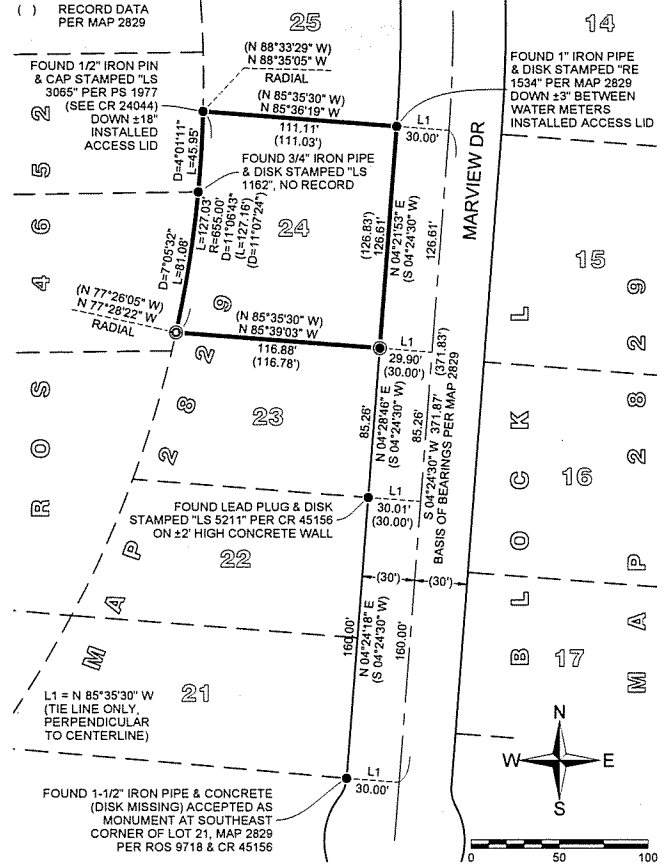 ( ) RECORD DATA
PER MAP 2829
25
14
(N 88°33'29" W)
N 88°35'05" W
RADIAL
FOUND 1/2" IRON PIN
& CAP STAMPED "LS
3065" PER PS 1977
(SEE CR 24044)
DOWN ±18"
INSTALLED
ACCESS LID
FOUND 1" IRON PIPE
& DISK STAMPED "RE
1534" PER MAP 2829
DOWN ±3" BETWEEN
WATER METERS
INSTALLED ACCESS LID
(N 85°35'30" W)
N 85°36'19" W
111.11'
(111.03')
L1
30.00'
D=4°01'11"
L=45.95'
FOUND 3/4" IRON PIPE
& DISK STAMPED "LS
1162", NO RECORD
L=127.03'
R=655.00'
D=11°06'43"
(L=127.16')
(D=11°07'24")
24
(126.83')
126.61'
N 04°21'53" E
(S 04°24'30" W)
126.61'
MARVIEW DR
15
D=7°05'32"
L=81.08'
(N 77°26'05" W)
N 77°28'22" W
RADIAL
(N 85°35'30" W)
N 85°39'03" W
116.88'
(116.78')
L1
29.90'
(30.00')
(371.83')
S 04°24'30" W 371.87'
BASIS OF BEARINGS PER MAP 2829
23
85.26'
N 04°28'46" E
(S 04°24'30" W)
85.26'
16
FOUND LEAD PLUG & DISK
STAMPED "LS 5211" PER CR 45156
ON ±2' HIGH CONCRETE WALL
L1
30.01'
(30.00')
22
(30')
(30')
160.00'
N 04°24'18" E
(S 04°24'30" W)
160.00'
17
21
ROS 4652
MAP 2829
BLOCK L
MAP 2829
L1 = N 85°35'30" W
(TIE LINE ONLY,
PERPENDICULAR
TO CENTERLINE)
L1
30.00'
FOUND 1-1/2" IRON PIPE & CONCRETE
(DISK MISSING) ACCEPTED AS
MONUMENT AT SOUTHEAST
CORNER OF LOT 21, MAP 2829
PER ROS 9718 & CR 45156
N
W
E
S
0
50
100